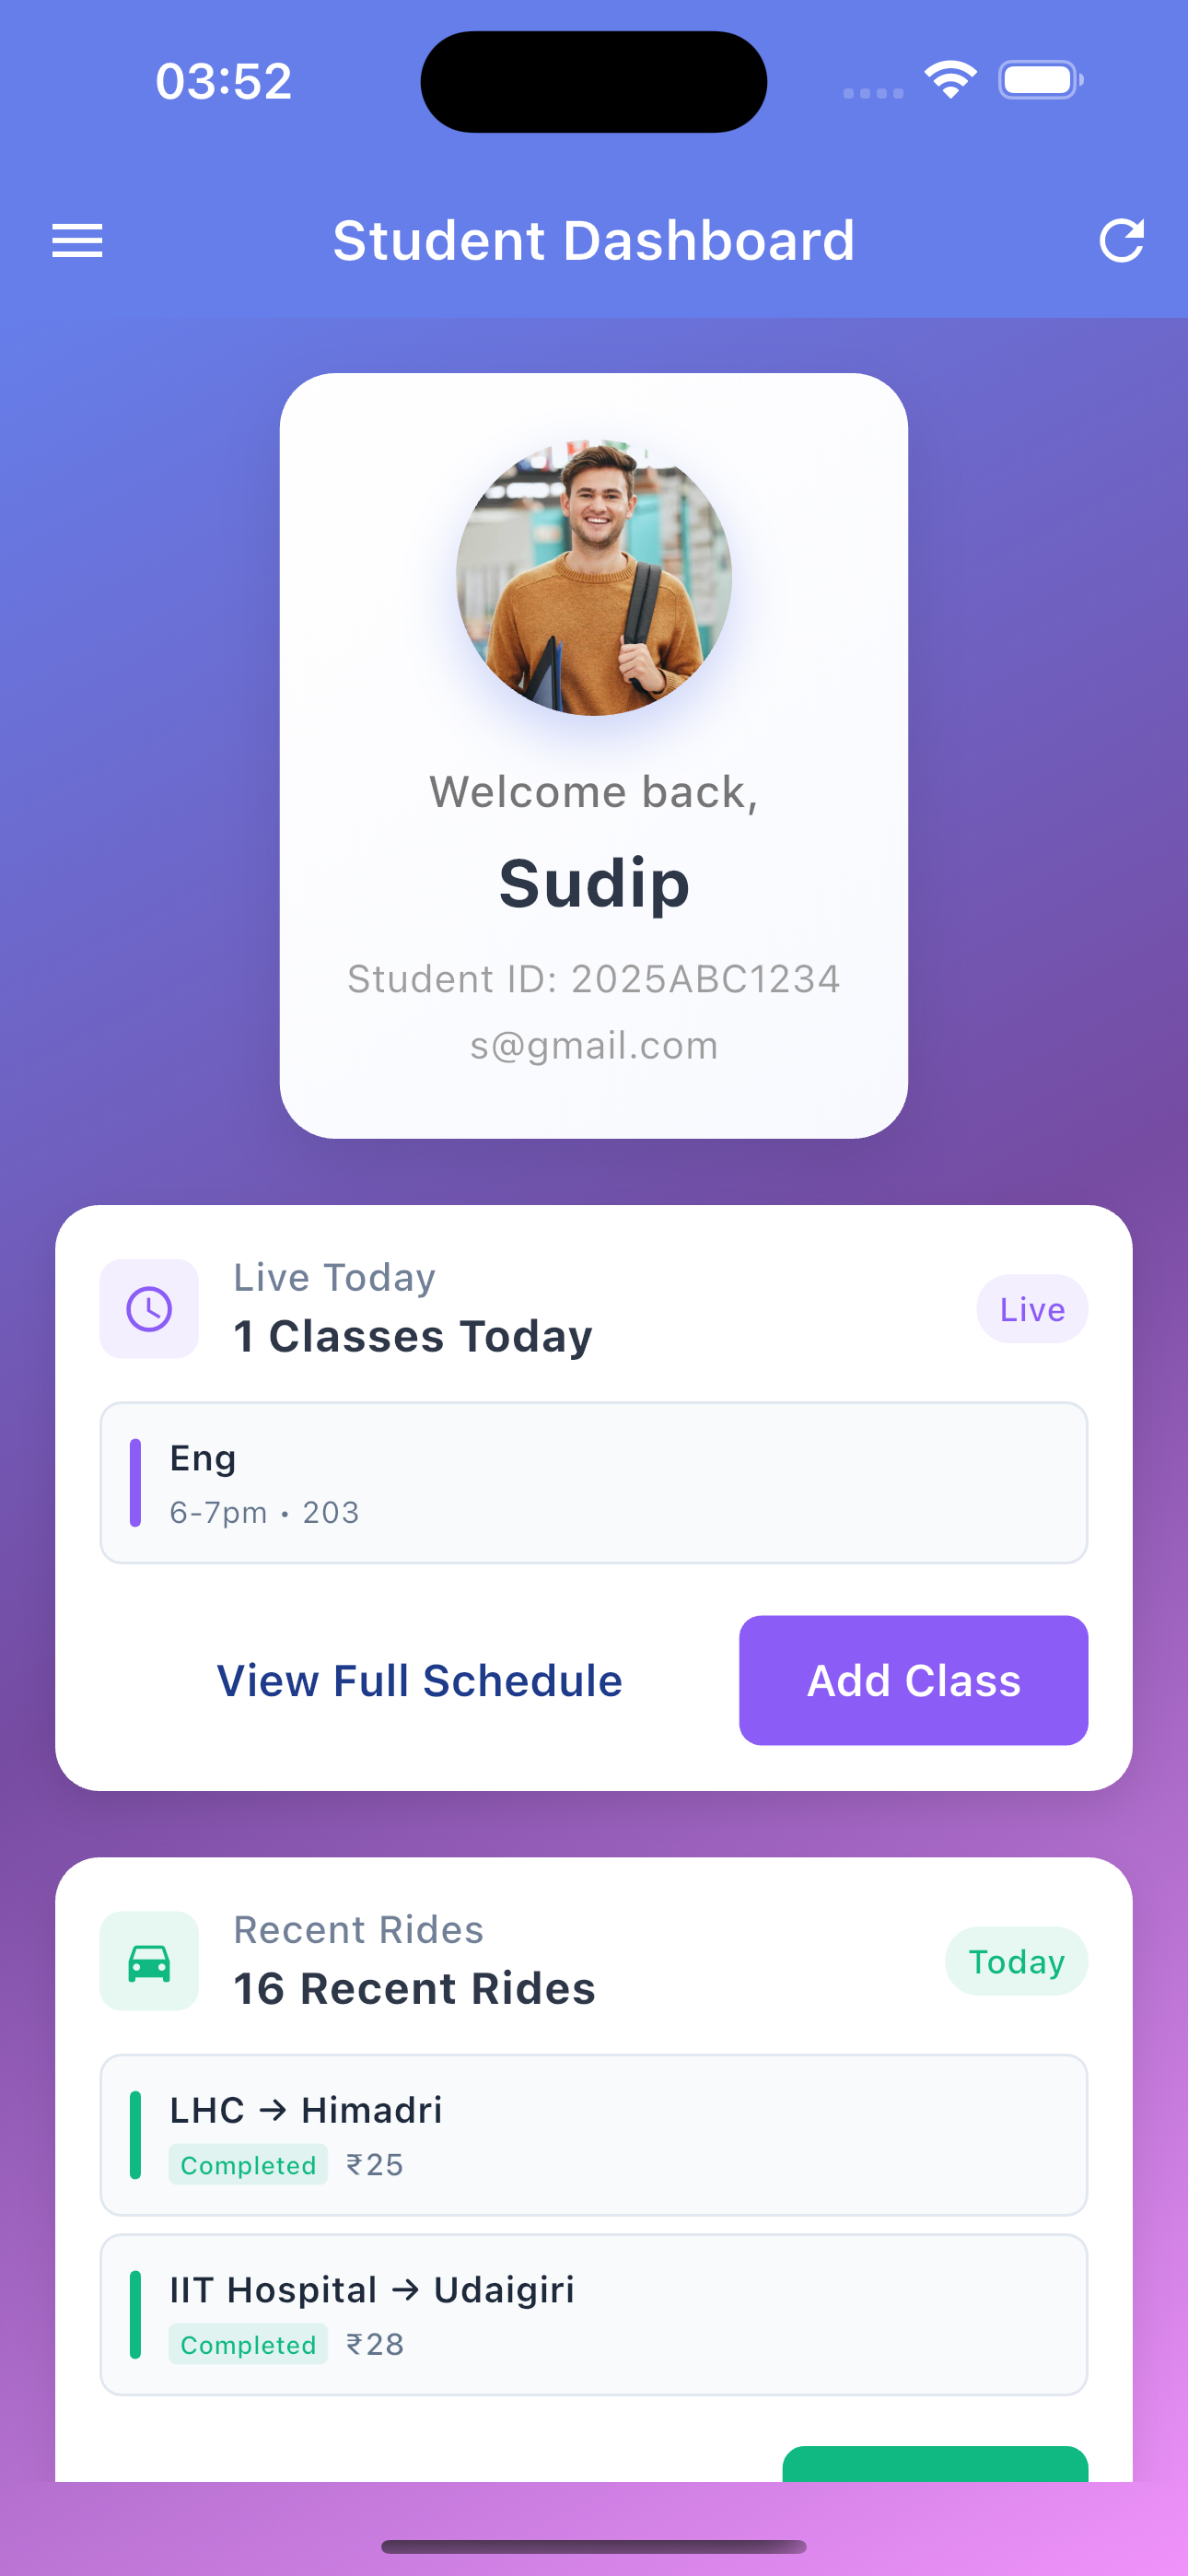 03:52
Student Dashboard
Welcome back,
Sudip
Student ID: 2025ABC1234
s@gmail.com
Live Today
1 Classes Today
Live
Eng
6-7pm • 203
View Full Schedule
Add Class
Recent Rides
16 Recent Rides
Today
LHC → Himadri
Completed ₹25
IIT Hospital → Udaigiri
Completed ₹28